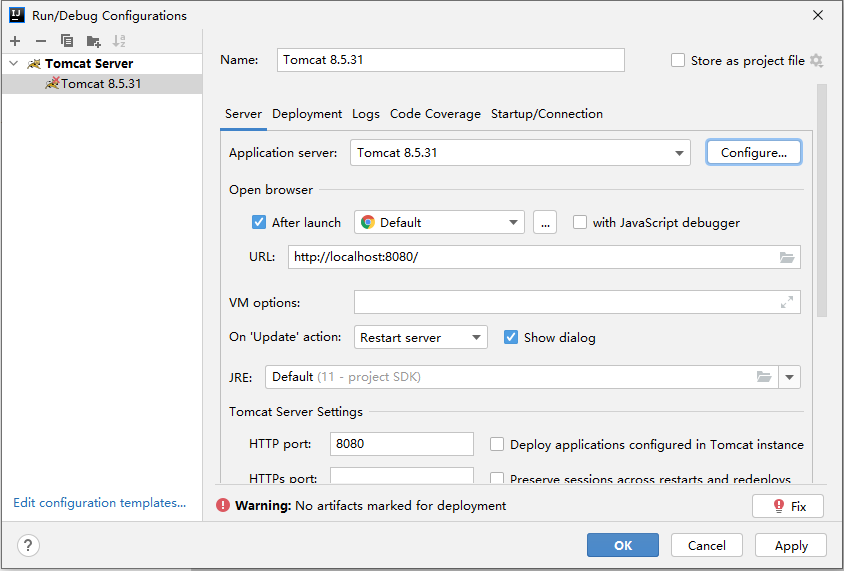 Run/Debug Configurations
Tomcat Server
Tomcat 8.5.31
Name: Tomcat 8.5.31 Store as project file
Server Deployment Logs Code Coverage Startup/Connection
Application server: Tomcat 8.5.31 Configure...
Open browser
After launch Default ... with JavaScript debugger
URL: http://localhost:8080/
VM options:
On 'Update' action: Restart server Show dialog
JRE: Default (11 - project SDK)
Tomcat Server Settings
HTTP port: 8080 Deploy applications configured in Tomcat instance
HTTPs port: Preserve sessions across restarts and redeploys
Edit configuration templates...
Warning: No artifacts marked for deployment Fix
? OK Cancel Apply